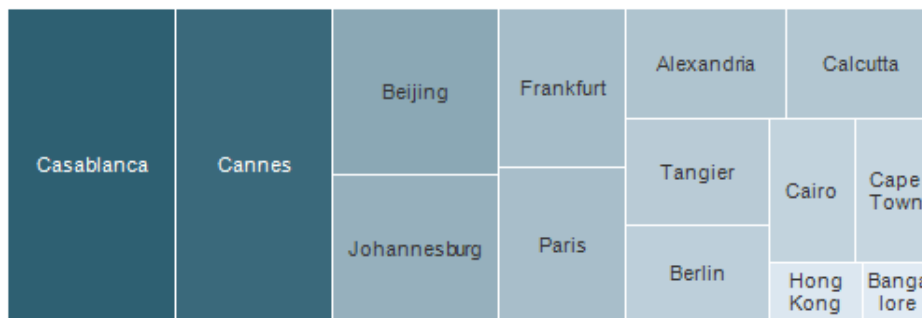 Casablanca
Cannes
Beijing
Johannesburg
Frankfurt
Paris
Alexandria
Calcutta
Tangier
Berlin
Cairo
Cape
Town
Hong
Kong
Banga
lore